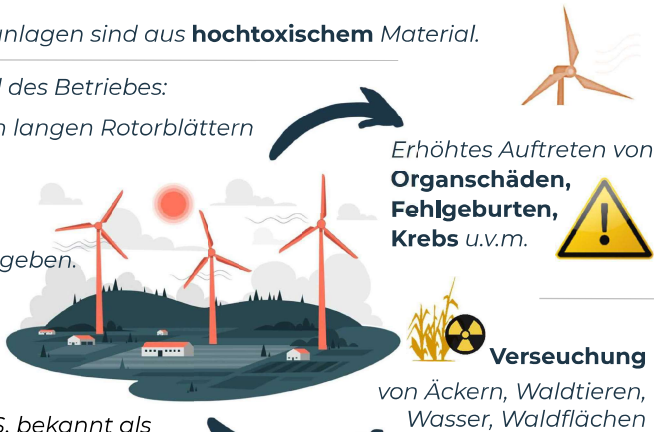 anlagen sind aus hochtoxischem Material.
des Betriebes:
langen Rotorblättern
Erhöhtes Auftreten von
Organschäden,
Fehlgeburten,
Krebs u.v.m.
geben.
Verseuchung
von Äckern, Waldtieren,
Wasser, Waldflächen
bekannt als